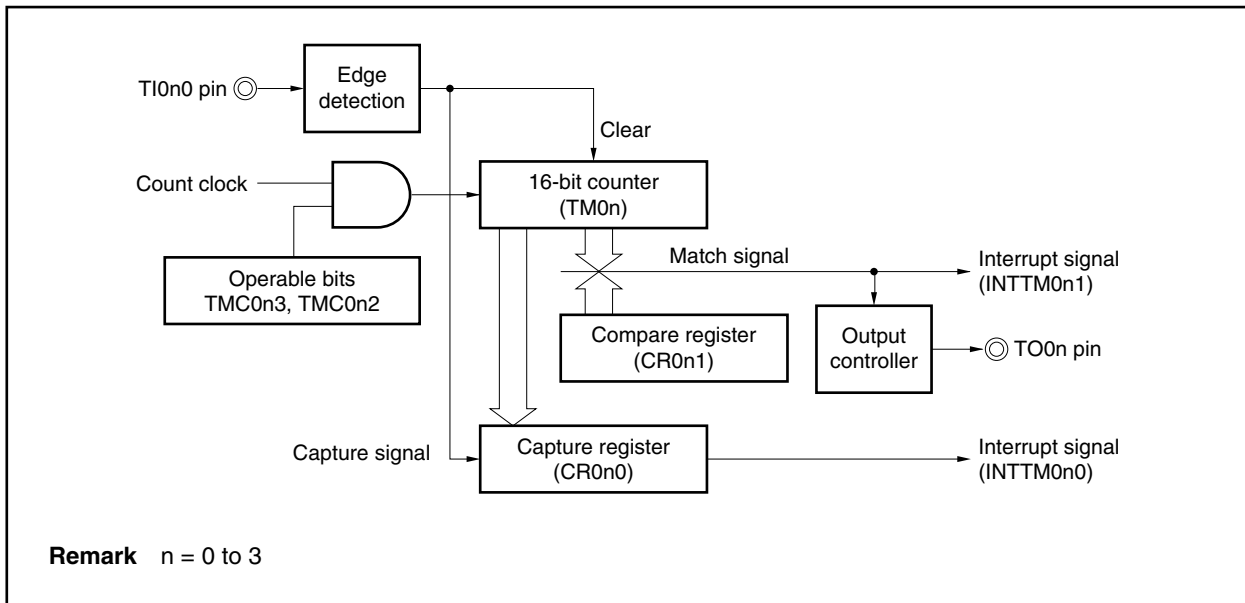 TI0n0 pin
Edge
detection
Clear
Count clock
16-bit counter
(TM0n)
Operable bits
TMC0n3, TMC0n2
Match signal
Interrupt signal
(INTTM0n1)
Compare register
(CR0n1)
Output
controller
TO0n pin
Capture signal
Capture register
(CR0n0)
Interrupt signal
(INTTM0n0)
Remark n = 0 to 3